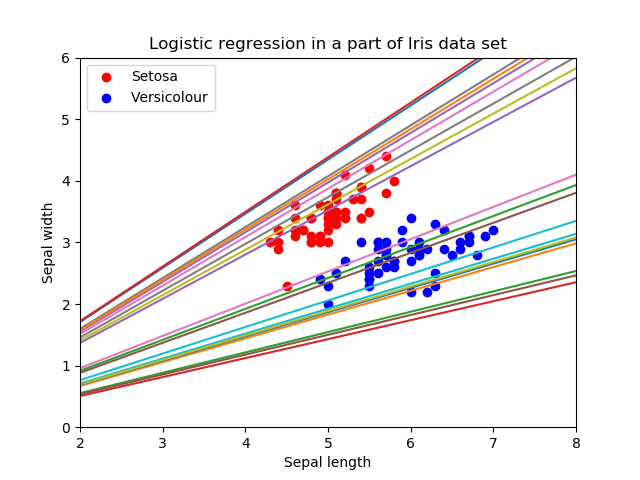 Logistic regression in a part of Iris data set
Setosa
Versicolour
Sepal width
6
5
4
3
2
1
0
2 3 4 5 6 7 8
Sepal length